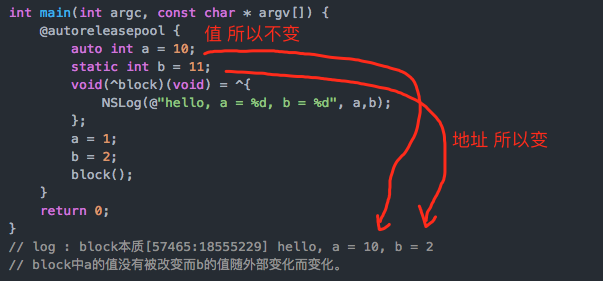 int main(int argc, const char * argv[]) {
@autoreleasepool {
auto int a = 10; 值 所以不变
static int b = 11;
void(^block)(void) = ^{
NSLog(@"hello, a = %d, b = %d", a,b);
};
地址 所以变
a = 1;
b = 2;
block();
}
return 0;
}
// log : block本质[57465:18555229] hello, a = 10, b = 2
// block中a的值没有被改变而b的值随外部变化而变化。